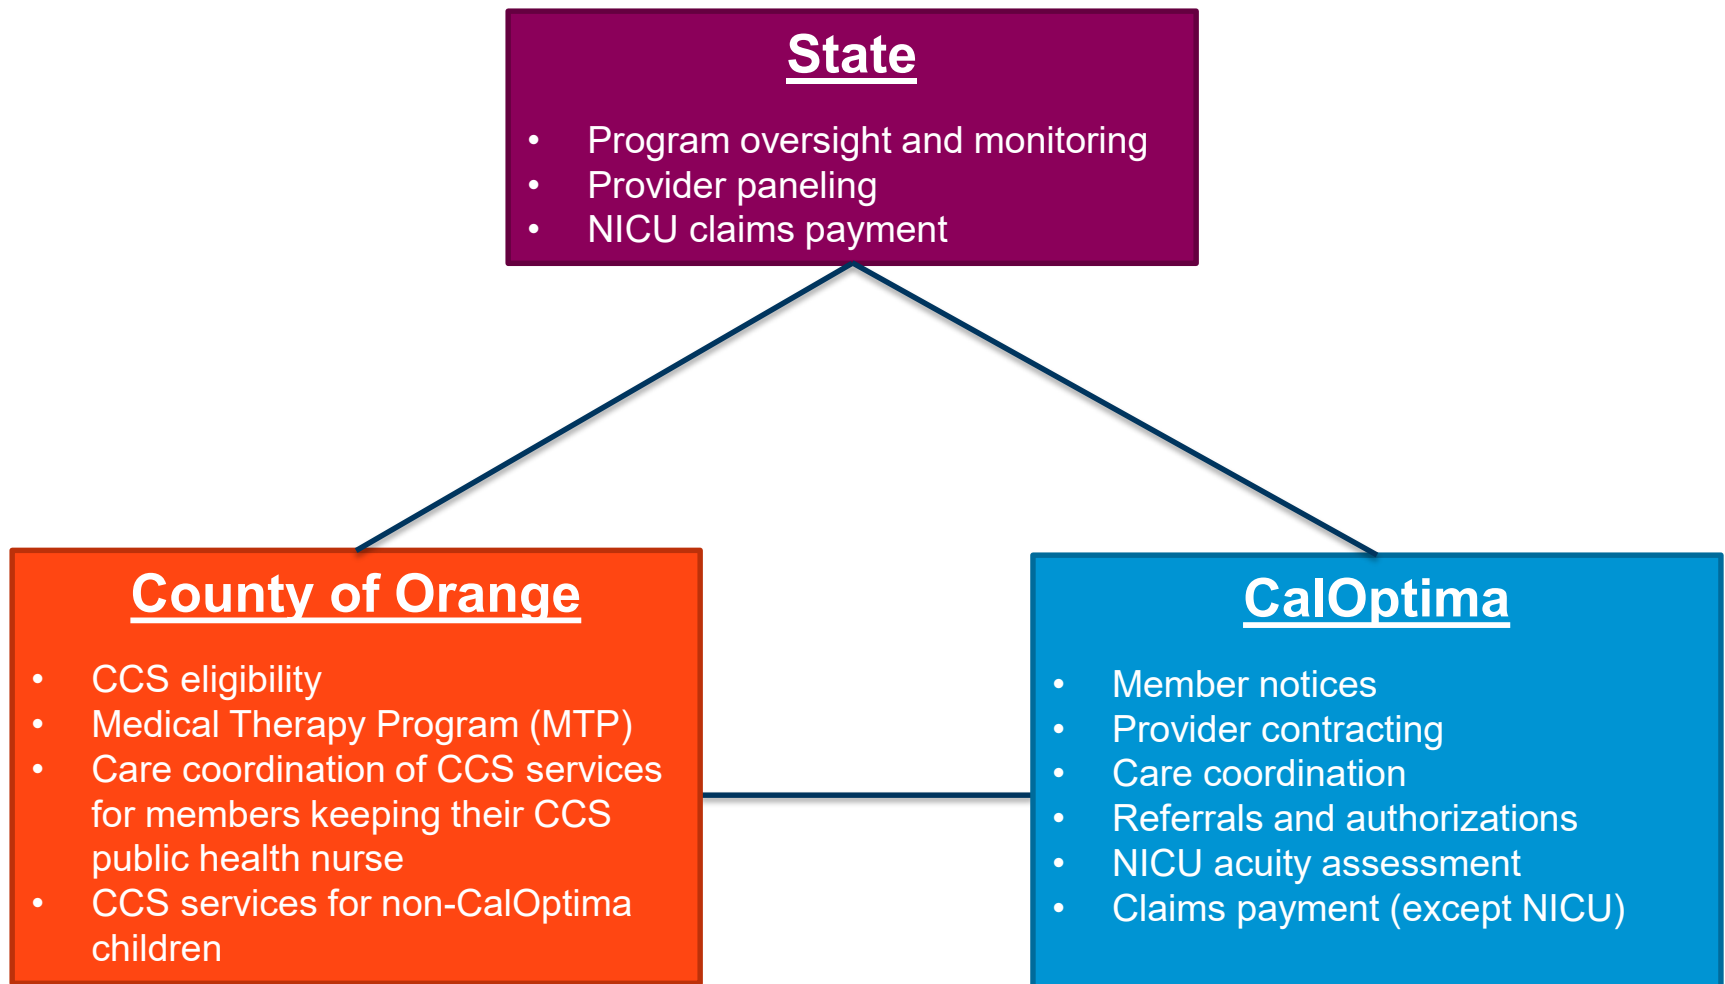 State
• Program oversight and monitoring
• Provider paneling
• NICU claims payment
County of Orange
• CCS eligibility
• Medical Therapy Program (MTP)
• Care coordination of CCS services
for members keeping their CCS
public health nurse
• CCS services for non-CalOptima
children
CalOptima
• Member notices
• Provider contracting
• Care coordination
• Referrals and authorizations
• NICU acuity assessment
• Claims payment (except NICU)